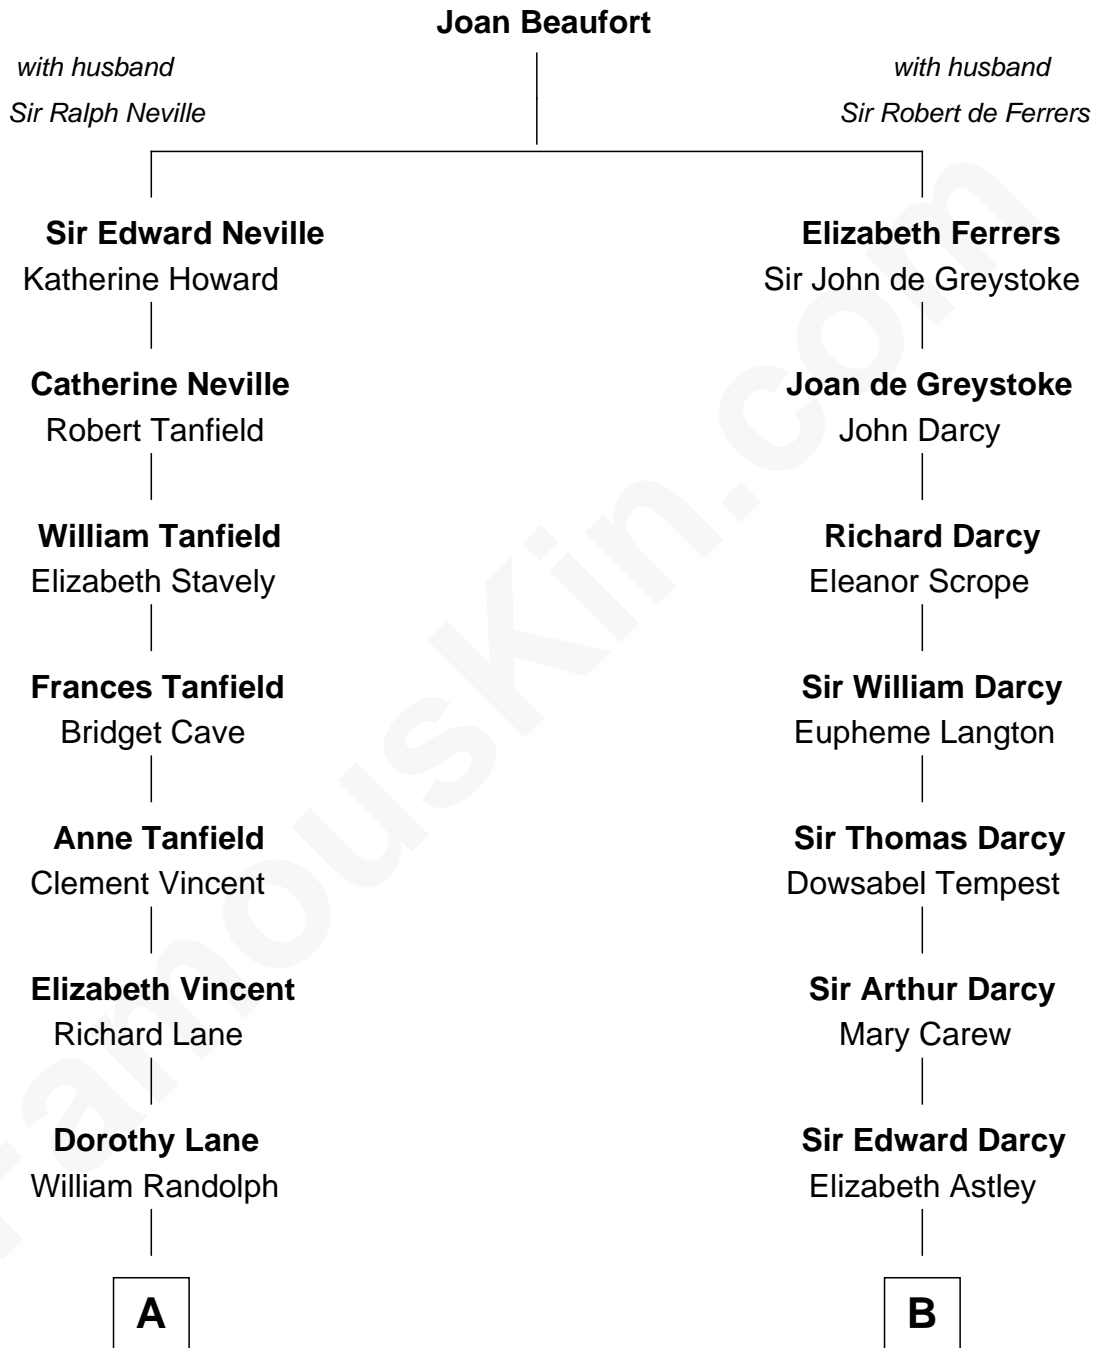 Joan Beaufort
with husband
Sir Ralph Neville
with husband
Sir Robert de Ferrers
Sir Edward Neville
Katherine Howard
Elizabeth Ferrers
Sir John de Greystoke
Catherine Neville
Robert Tanfield
Joan de Greystoke
John Darcy
William Tanfield
Elizabeth Stavely
Richard Darcy
Eleanor Scrope
Frances Tanfield
Bridget Cave
Sir William Darcy
Eupheme Langton
Anne Tanfield
Clement Vincent
Sir Thomas Darcy
Dowsabel Tempest
Elizabeth Vincent
Richard Lane
Sir Arthur Darcy
Mary Carew
Dorothy Lane
William Randolph
Sir Edward Darcy
Elizabeth Astley
A
B
FamousKin.com